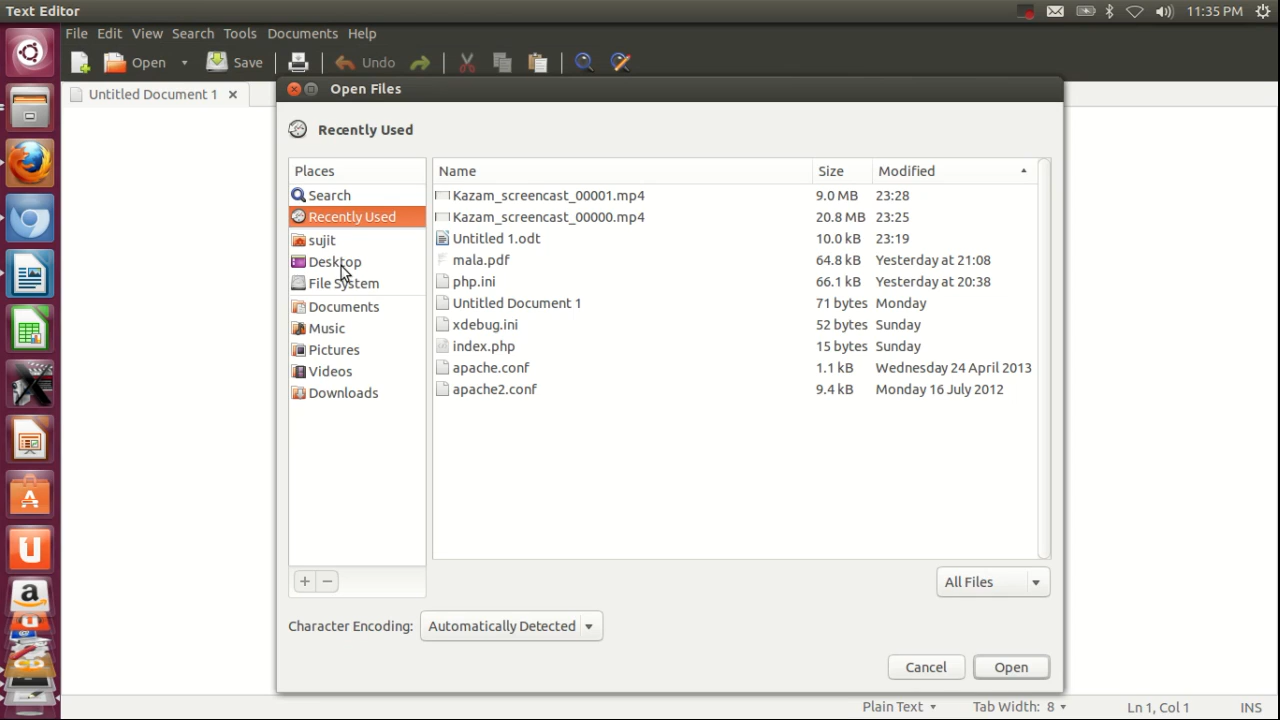 Text Editor 11:35 PM
File Edit View Search Tools Documents Help
Open Save Undo
Untitled Document 1
Open Files
Recently Used
Places
Search
Recently Used
sujit
Desktop
File System
Documents
Music
Pictures
Videos
Downloads
Name Size Modified
Kazam_screencast_00001.mp4 9.0 MB 23:28
Kazam_screencast_00000.mp4 20.8 MB 23:25
Untitled 1.odt 10.0 kB 23:19
mala.pdf 64.8 kB Yesterday at 21:08
php.ini 66.1 kB Yesterday at 20:38
Untitled Document 1 71 bytes Monday
xdebug.ini 52 bytes Sunday
index.php 15 bytes Sunday
apache.conf 1.1 kB Wednesday 24 April 2013
apache2.conf 9.4 kB Monday 16 July 2012
All Files
Character Encoding: Automatically Detected
Cancel Open
Plain Text Tab Width: 8 Ln 1, Col 1 INS